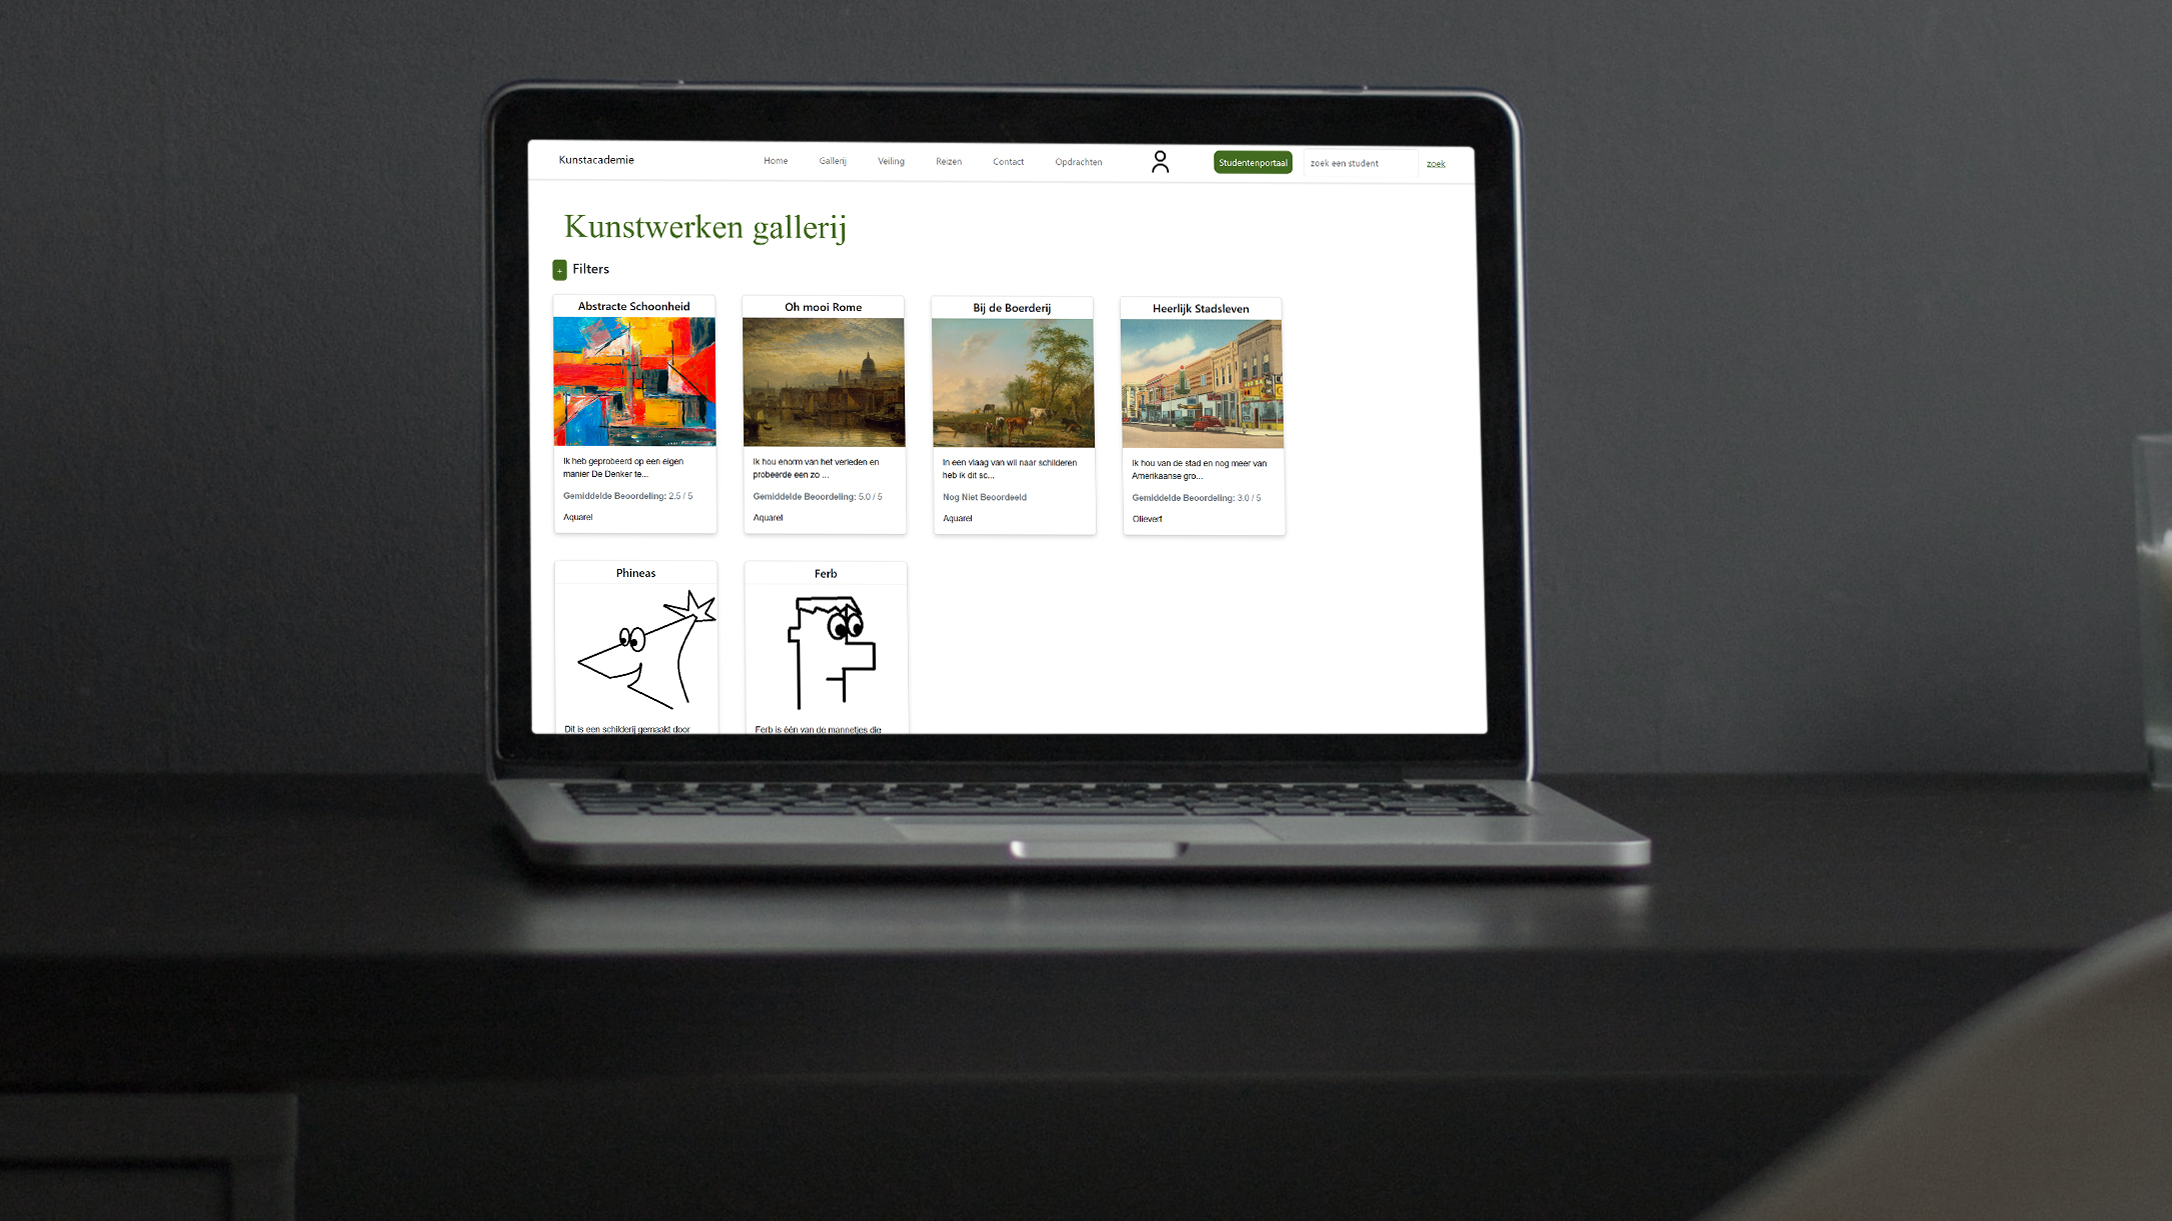 Kunstacademie
Home Gallerij Veiling Reizen Contact Opdrachten Studentenportaal zoek een student zoek
Kunstwerken gallerij
+ Filters
Abstracte Schoonheid
Ik heb geprobeerd op een eigen
manier De Denker te...
Gemiddelde Beoordeling: 2.5 / 5
Aquarel
Oh mooi Rome
Ik hou enorm van het verleden en
probeerde een zo ...
Gemiddelde Beoordeling: 5.0 / 5
Aquarel
Bij de Boerderij
In een vlaag van wil naar schilderen
heb ik dit sc...
Nog Niet Beoordeeld
Aquarel
Heerlijk Stadsleven
Ik hou van de stad en nog meer van
Amerikaanse gro...
Gemiddelde Beoordeling: 3.0 / 5
Olieverf
Phineas
Dit is een schilderij gemaakt door
Ferb
Ferb is één van de mannetjes die